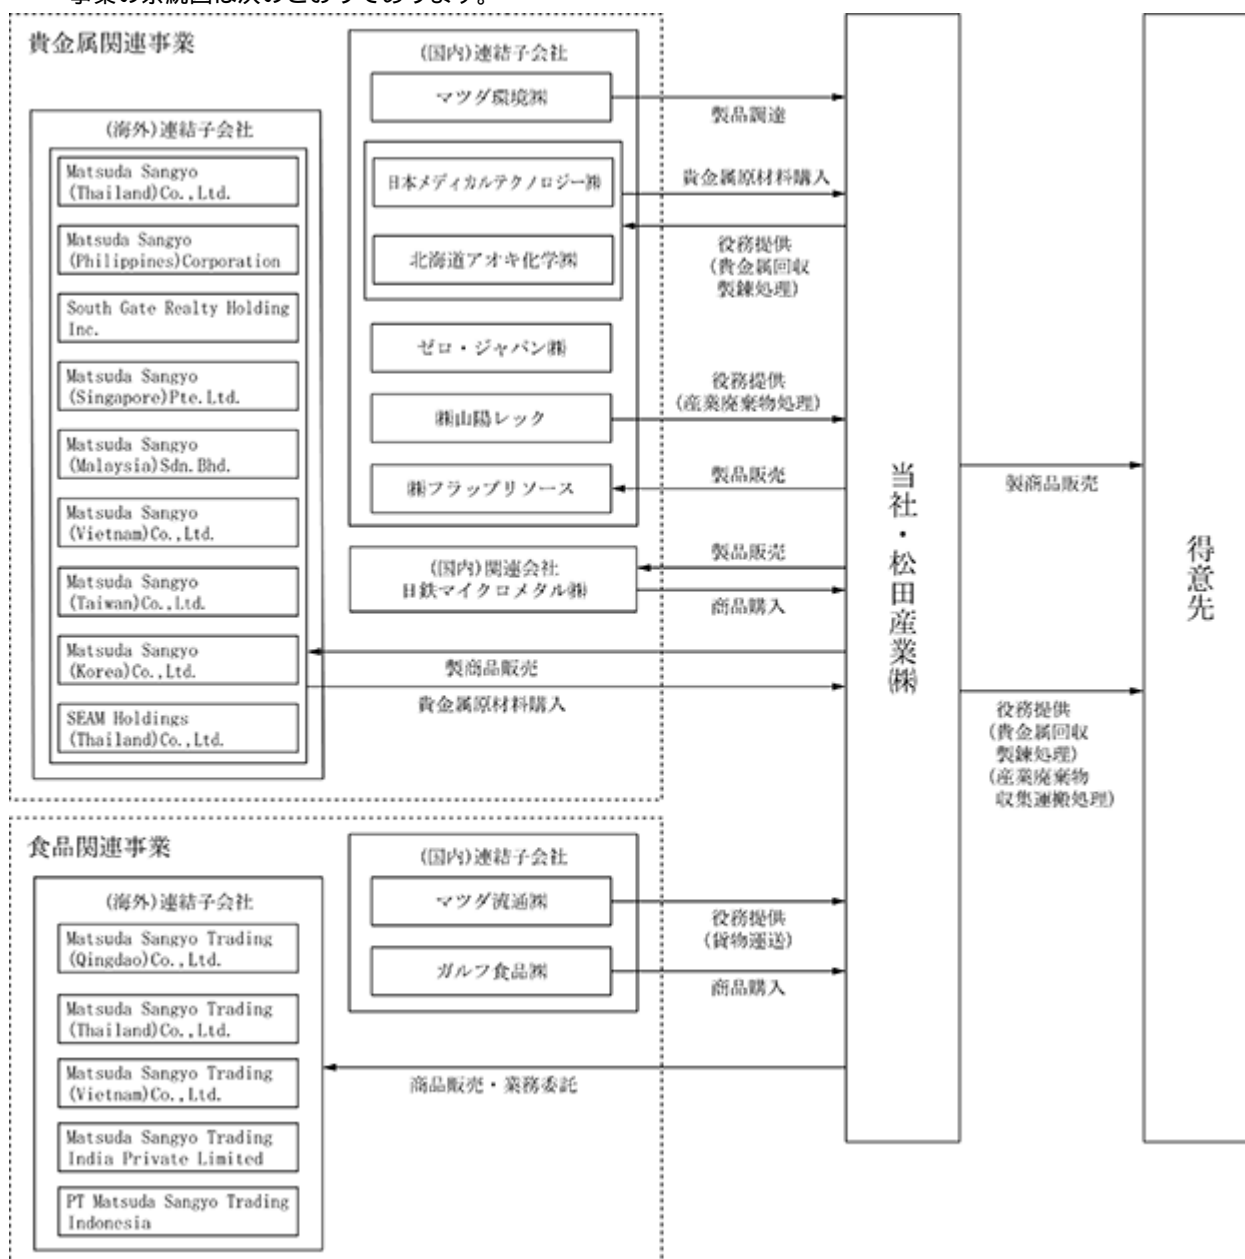 事業の系統図は次のとおりであります。
貴金属関連事業
(海外)連結子会社
Matsuda Sangyo
(Thailand)Co.,Ltd.
Matsuda Sangyo
(Philippines)Corporation
South Gate Realty Holding
Inc.
Matsuda Sangyo
(Singapore)Pte.Ltd.
Matsuda Sangyo
(Malaysia)Sdn.Bhd.
Matsuda Sangyo
(Vietnam)Co.,Ltd.
Matsuda Sangyo
(Taiwan)Co.,Ltd.
Matsuda Sangyo
(Korea)Co.,Ltd.
SEAM Holdings
(Thailand)Co.,Ltd.
(国内)連結子会社
マツダ環境㈱
日本メディカルテクノロジー㈱
北海道アオキ化学㈱
ゼロ・ジャパン㈱
㈱山陽レック
㈱フラップリソース
(国内)関連会社
日鉄マイクロメタル㈱
製品調達
貴金属原材料購入
役務提供
(貴金属回収
製錬処理)
役務提供
(産業廃棄物処理)
製品販売
製品販売
商品購入
製商品販売
貴金属原材料購入
食品関連事業
(海外)連結子会社
Matsuda Sangyo Trading
(Qingdao)Co.,Ltd.
Matsuda Sangyo Trading
(Thailand)Co.,Ltd.
Matsuda Sangyo Trading
(Vietnam)Co.,Ltd.
Matsuda Sangyo Trading
India Private Limited
PT Matsuda Sangyo Trading
Indonesia
(国内)連結子会社
マツダ流通㈱
ガルフ食品㈱
役務提供
(貨物運送)
商品購入
商品販売・業務委託
当社・松田産業㈱
製商品販売
役務提供
(貴金属回収
製錬処理)
(産業廃棄物
収集運搬処理)
得意先